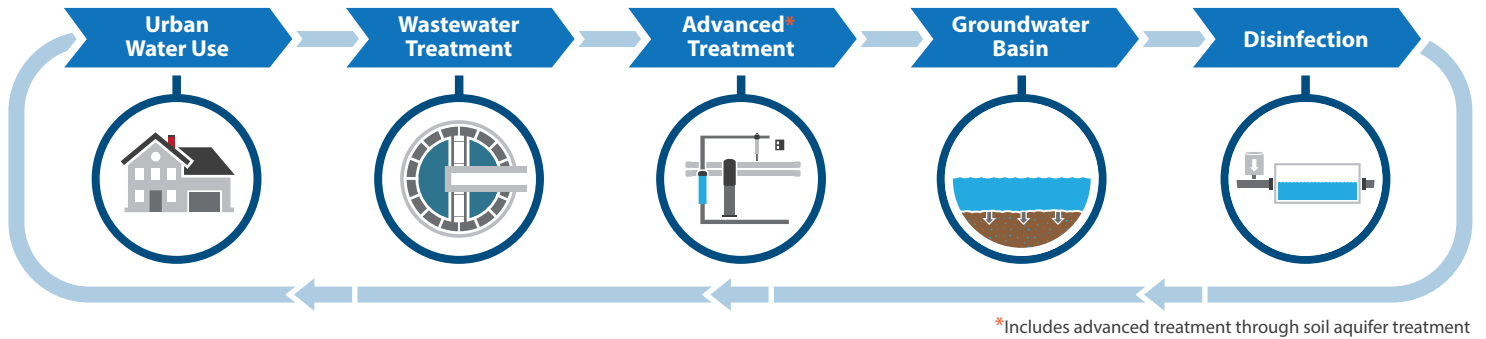 Urban
Water Use
Wastewater
Treatment
Advanced*
Treatment
Groundwater
Basin
Disinfection
*Includes advanced treatment through soil aquifer treatment